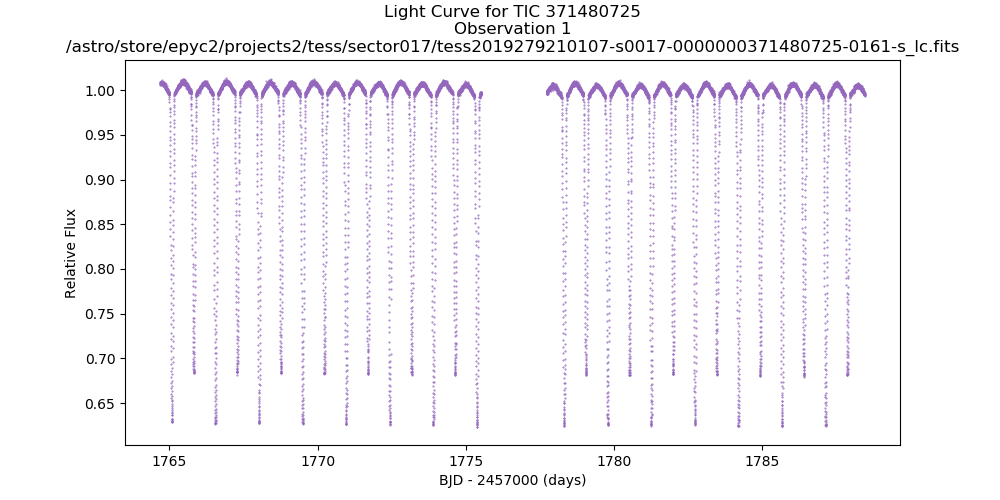 Light Curve for TIC 371480725
Observation 1
/astro/store/epyc2/projects2/tess/sector017/tess2019279210107-s0017-0000000371480725-0161-s_lc.fits
1.00
0.95
0.90
0.85
0.80
0.75
0.70
0.65
Relative Flux
1765
1770
1775
1780
1785
BJD - 2457000 (days)